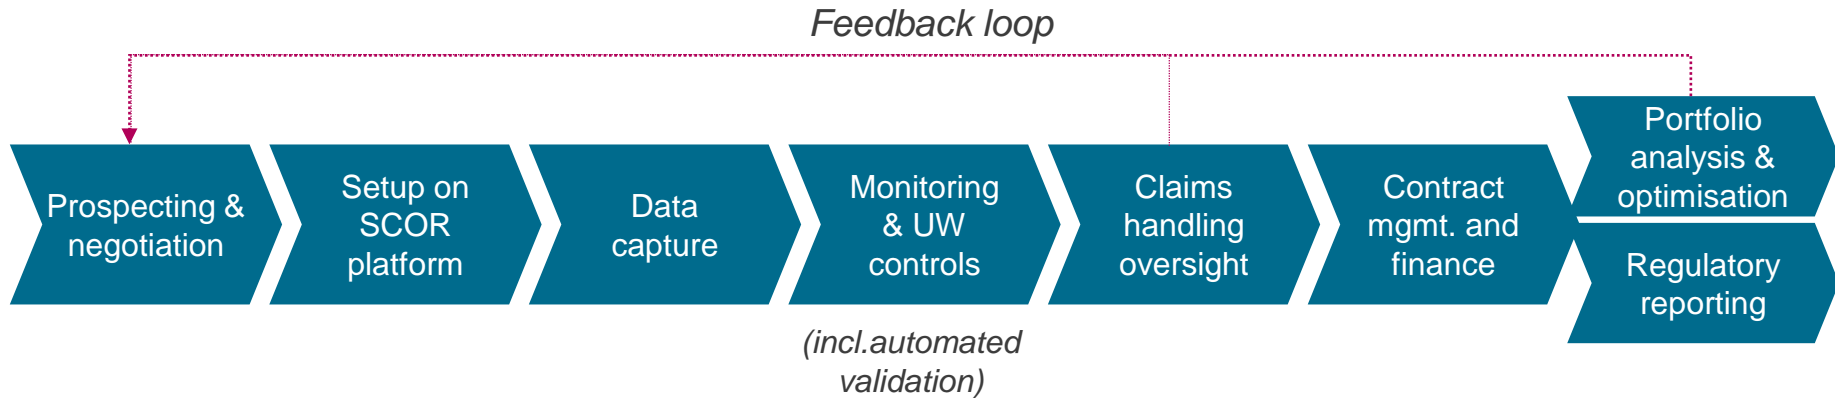 Feedback loop
Prospecting &
negotiation
Setup on
SCOR
platform
Data
capture
Monitoring
& UW
controls
(incl.automated
validation)
Claims
handling
oversight
Contract
mgmt. and
finance
Portfolio
analysis &
optimisation
Regulatory
reporting